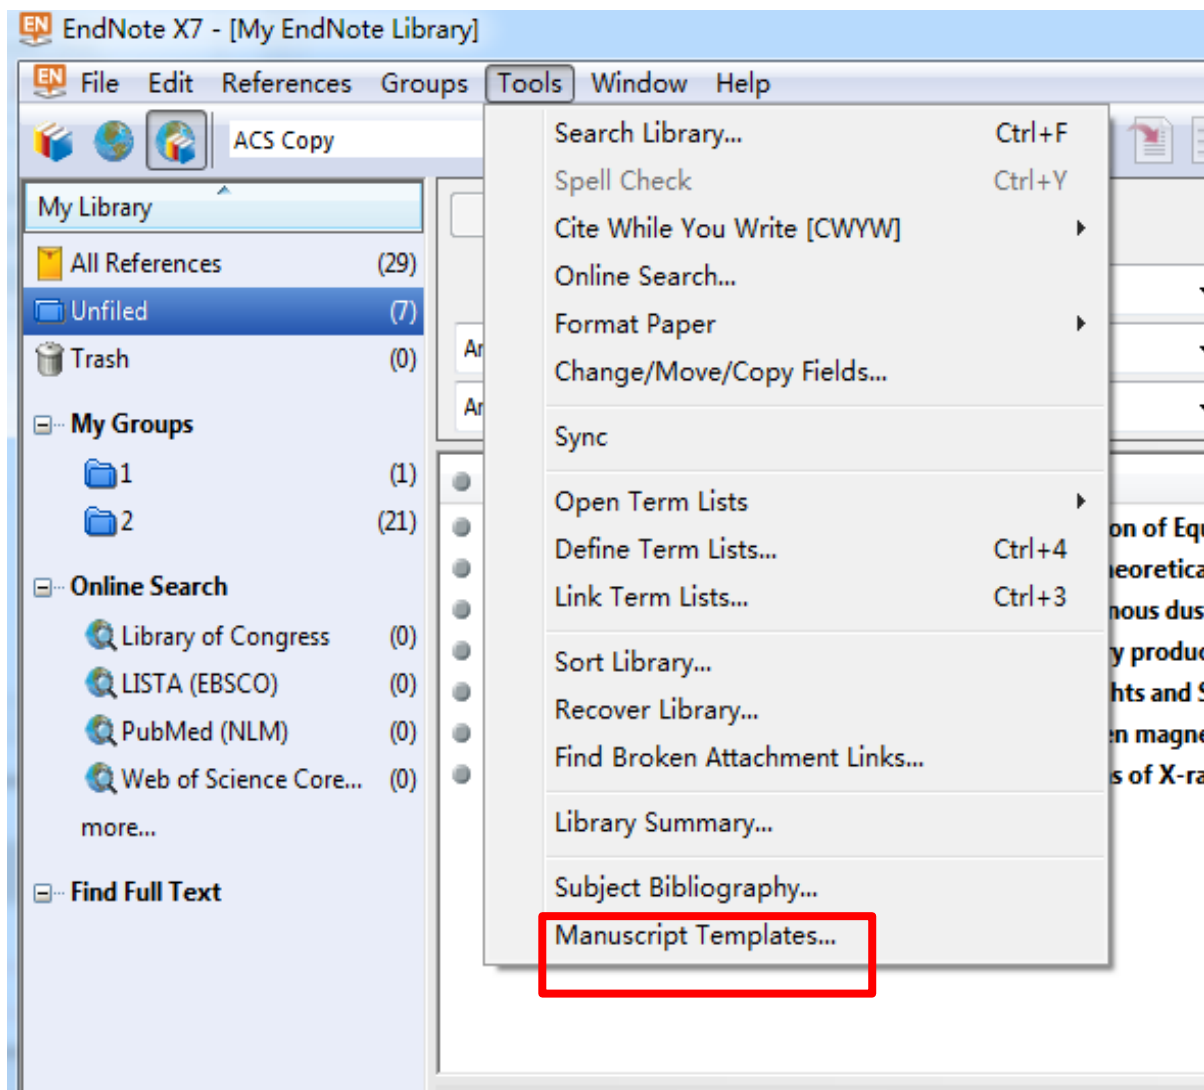 EndNote X7 - [My EndNote Library]
File Edit References Groups Tools Window Help
ACS Copy
My Library
All References (29)
Unfiled (7)
Trash (0)
My Groups
1 (1)
2 (21)
Online Search
Library of Congress (0)
LISTA (EBSCO) (0)
PubMed (NLM) (0)
Web of Science Core... (0)
more...
Find Full Text
Search Library... Ctrl+F
Spell Check Ctrl+Y
Cite While You Write [CWYW]
Online Search...
Format Paper
Change/Move/Copy Fields...
Sync
Open Term Lists
Define Term Lists... Ctrl+4
Link Term Lists... Ctrl+3
Sort Library...
Recover Library...
Find Broken Attachment Links...
Library Summary...
Subject Bibliography...
Manuscript Templates...
on of
and
of